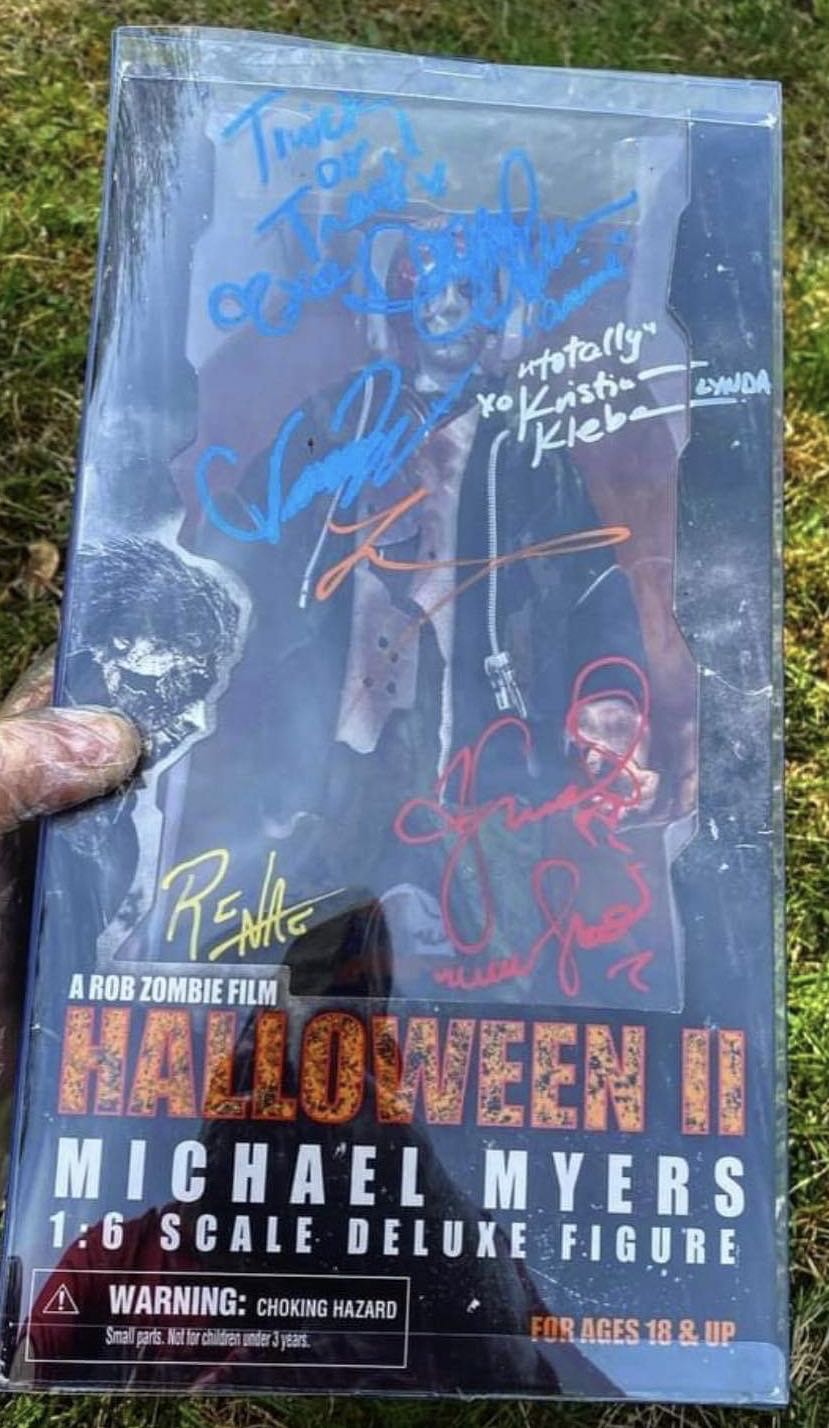 Trick
or
Treat
"totally"
xo Kristina
Klebe
LYNDA
RENAE
A ROB ZOMBIE FILM
HALLOWEEN II
MICHAEL MYERS
1:6 SCALE DELUXE FIGURE
WARNING: CHOKING HAZARD
Small parts. Not for children under 3 years.
FOR AGES 18 & UP